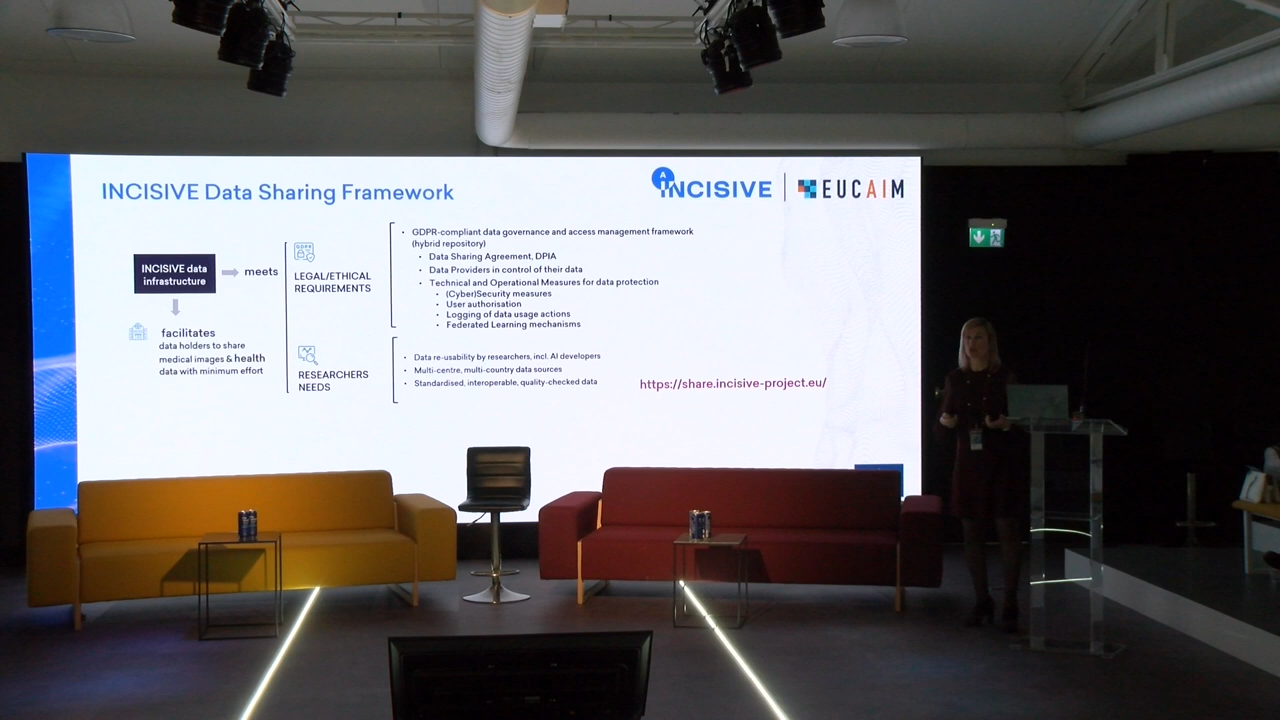 INCISIVE Data Sharing Framework
AI INCISIVE | EUCAIM
INCISIVE data
infrastructure
meets
facilitates
data holders to share
medical images & health
data with minimum effort
GDPR
LEGAL/ETHICAL
REQUIREMENTS
• GDPR-compliant data governance and access management framework
(hybrid repository)
• Data Sharing Agreement, DPIA
• Data Providers in control of their data
• Technical and Operational Measures for data protection
• (Cyber)Security measures
• User authorisation
• Logging of data usage actions
• Federated Learning mechanisms
RESEARCHERS
NEEDS
• Data re-usability by researchers, incl. AI developers
• Multi-centre, multi-country data sources
• Standardised, interoperable, quality-checked data
https://share.incisive-project.eu/